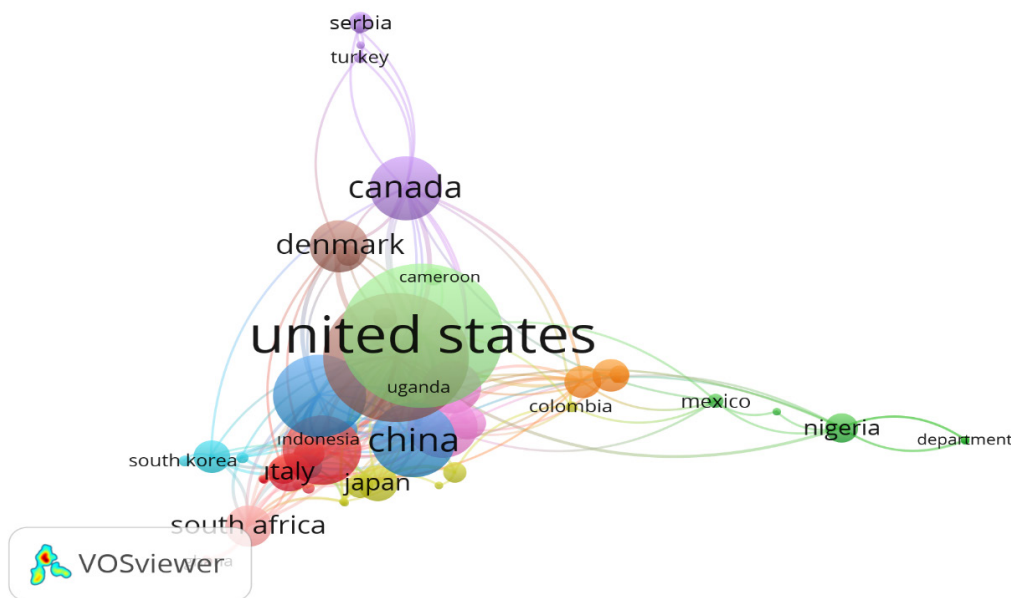 serbia
turkey
canada
denmark
cameroon
united states
uganda
mexico
colombia
nigeria
indonesia
china
department
south korea
italy
japan
south africa
VOSviewer